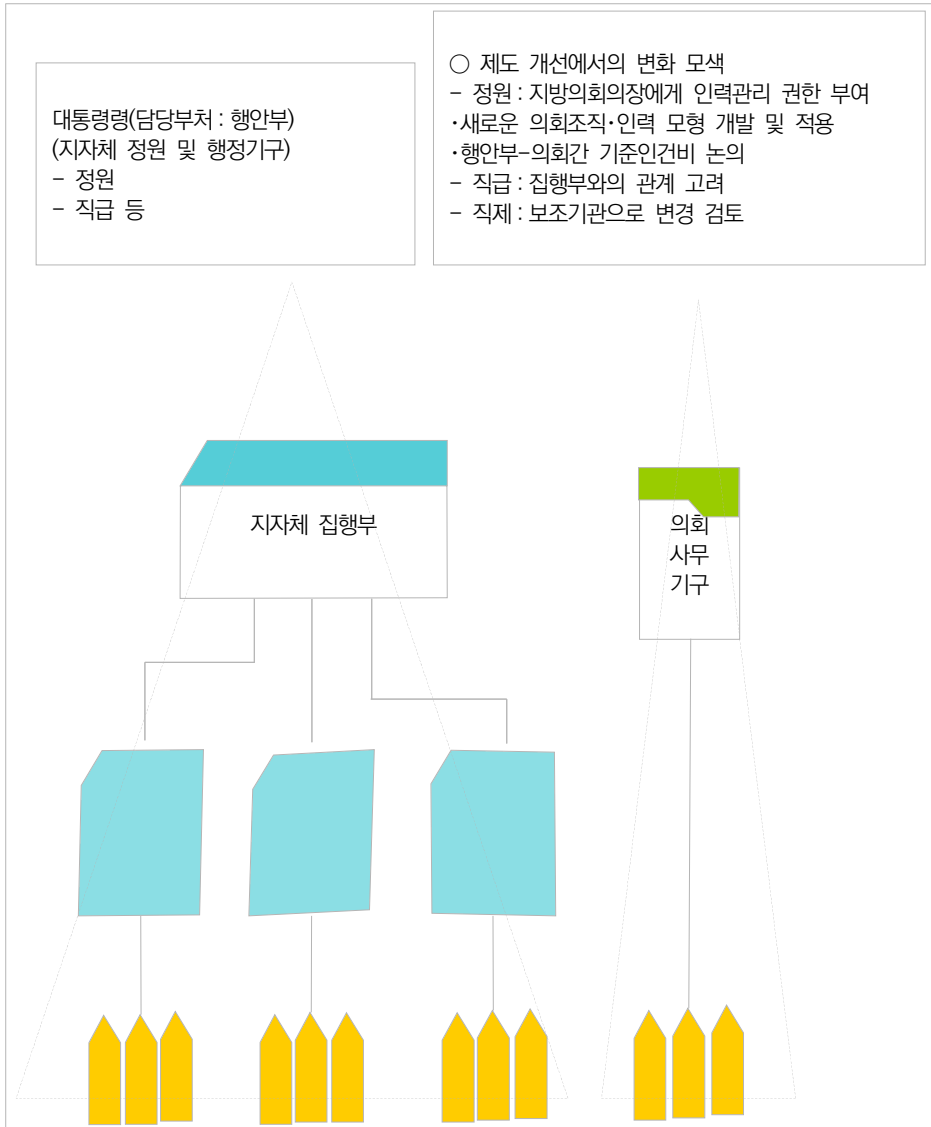 대통령령(담당부처 : 행안부)
(지자체 정원 및 행정기구)
- 정원
- 직급 등
○ 제도 개선에서의 변화 모색
- 정원 : 지방의회의장에게 인력관리 권한 부여
·새로운 의회조직·인력 모형 개발 및 적용
·행안부-의회간 기준인건비 논의
- 직급 : 집행부와의 관계 고려
- 직제 : 보조기관으로 변경 검토
지자체 집행부
의회
사무
기구